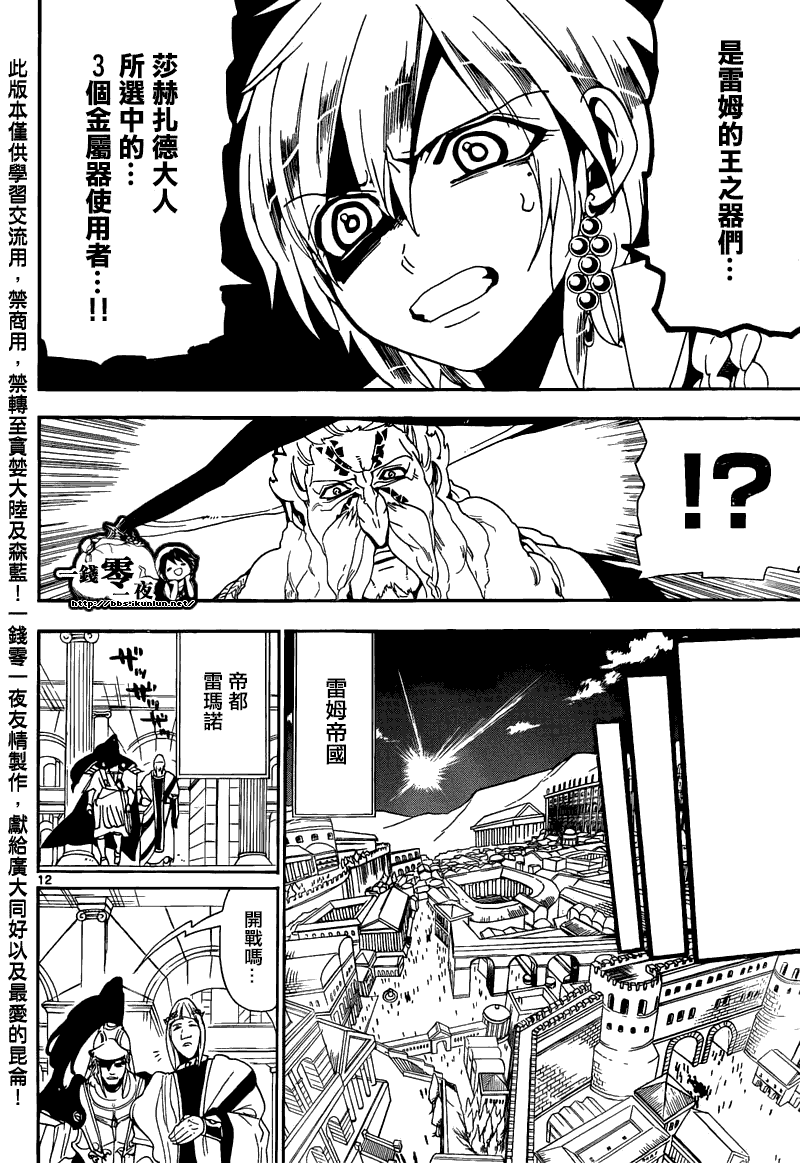 是雷姆的王之器們…
莎赫扎德大人
所選中的…
3個金屬器使用者…!!
!?
一錢零一夜
http://bbs.ikunlun.net/
雷姆帝國
帝都
雷瑪諾
ザッ
ザッ
開戰嗎…
12
此版本僅供學習交流用，禁商用，禁轉至貪婪大陸及森藍！一錢零一夜友情製作，獻給廣大同好以及最愛的昆侖！